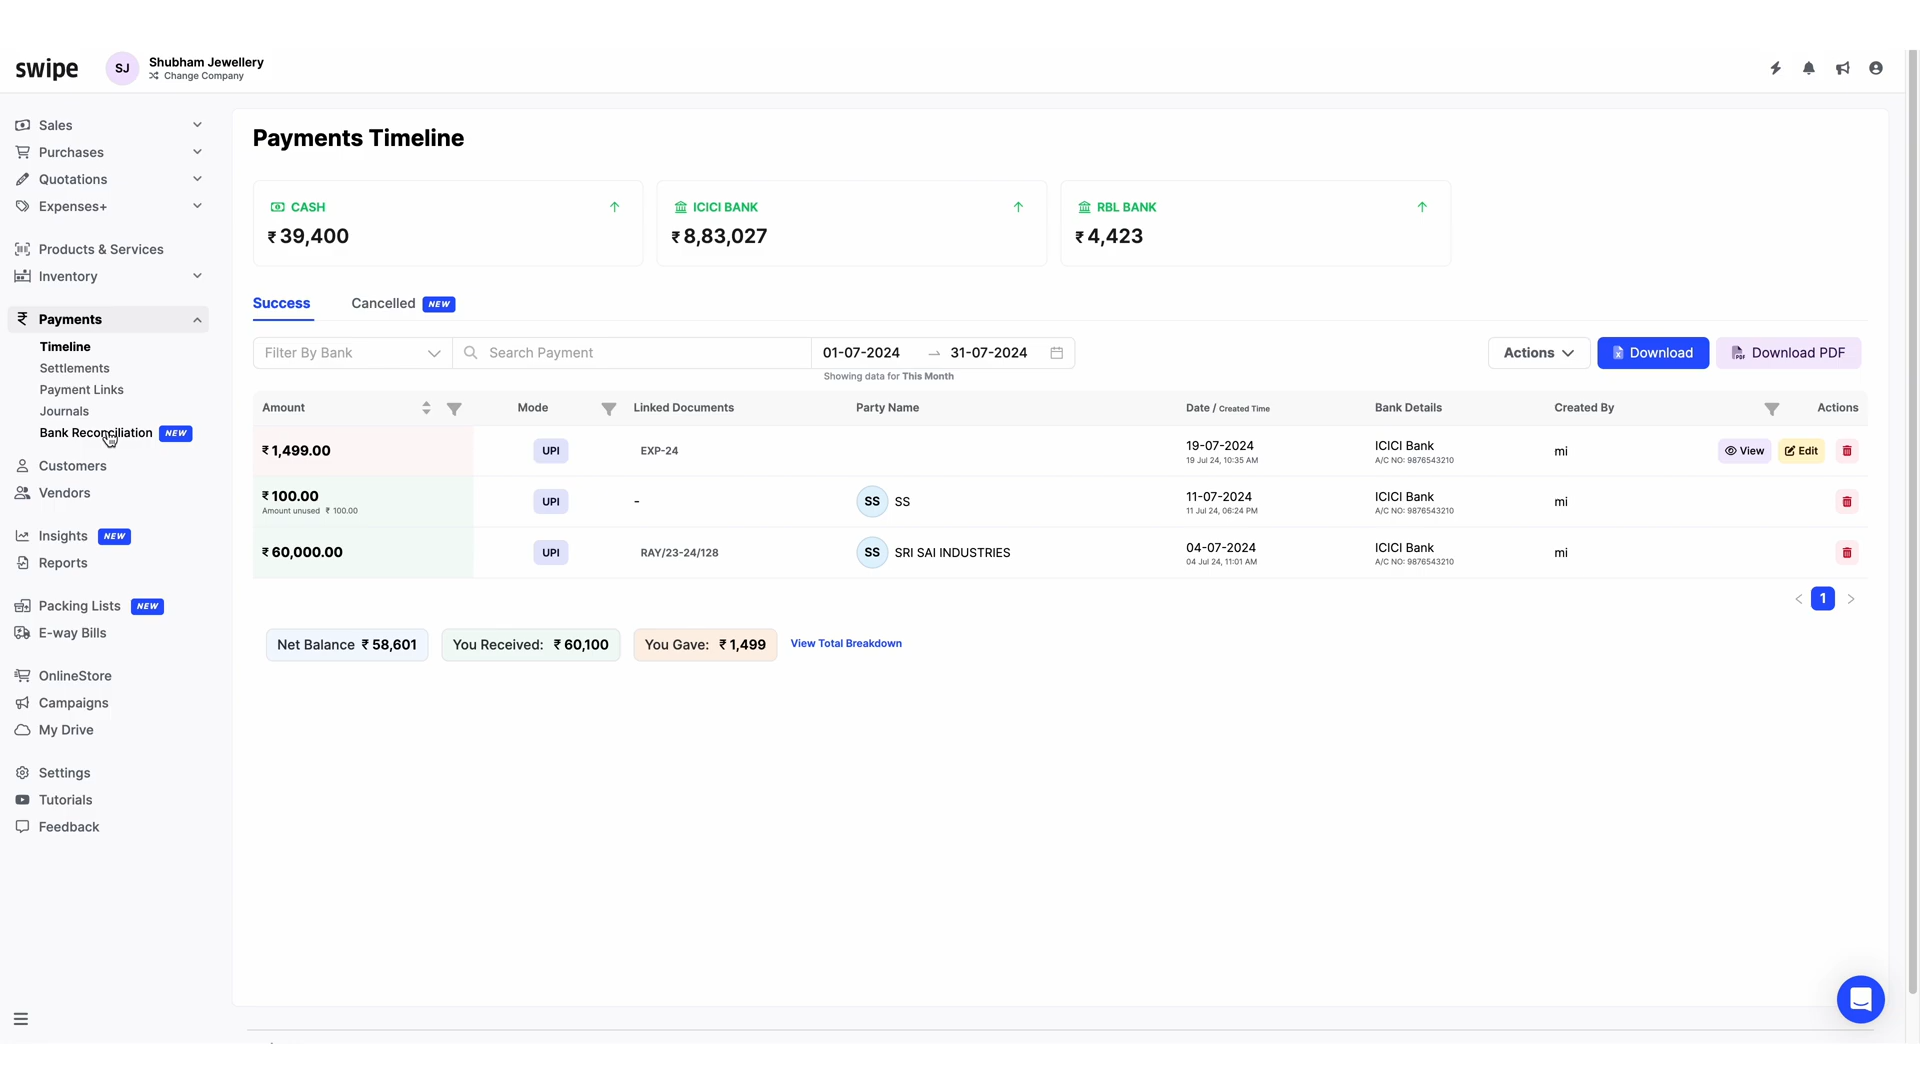 swipe
SJ
Shubham Jewellery
Change Company
Sales
Purchases
Quotations
Expenses+
Products & Services
Inventory
₹ Payments
Timeline
Settlements
Payment Links
Journals
Bank Reconciliation NEW
Customers
Vendors
Insights NEW
Reports
Packing Lists NEW
E-way Bills
OnlineStore
Campaigns
My Drive
Settings
Tutorials
Feedback
Payments Timeline
CASH
₹ 39,400
ICICI BANK
₹ 8,83,027
RBL BANK
₹ 4,423
Success
Cancelled NEW
Filter By Bank
Search Payment
01-07-2024 → 31-07-2024
Showing data for This Month
Actions
Download
Download PDF
Amount Mode Linked Documents Party Name Date / Created Time Bank Details Created By Actions
₹ 1,499.00 UPI EXP-24 19-07-2024 ICICI Bank mi View Edit
19 Jul 24, 10:35 AM A/C NO: 9876543210
₹ 100.00 UPI - SS SS 11-07-2024 ICICI Bank mi
Amount unused ₹ 100.00 11 Jul 24, 06:24 PM A/C NO: 9876543210
₹ 60,000.00 UPI RAY/23-24/128 SS SRI SAI INDUSTRIES 04-07-2024 ICICI Bank mi
04 Jul 24, 11:01 AM A/C NO: 9876543210
< 1 >
Net Balance ₹ 58,601
You Received: ₹ 60,100
You Gave: ₹ 1,499
View Total Breakdown